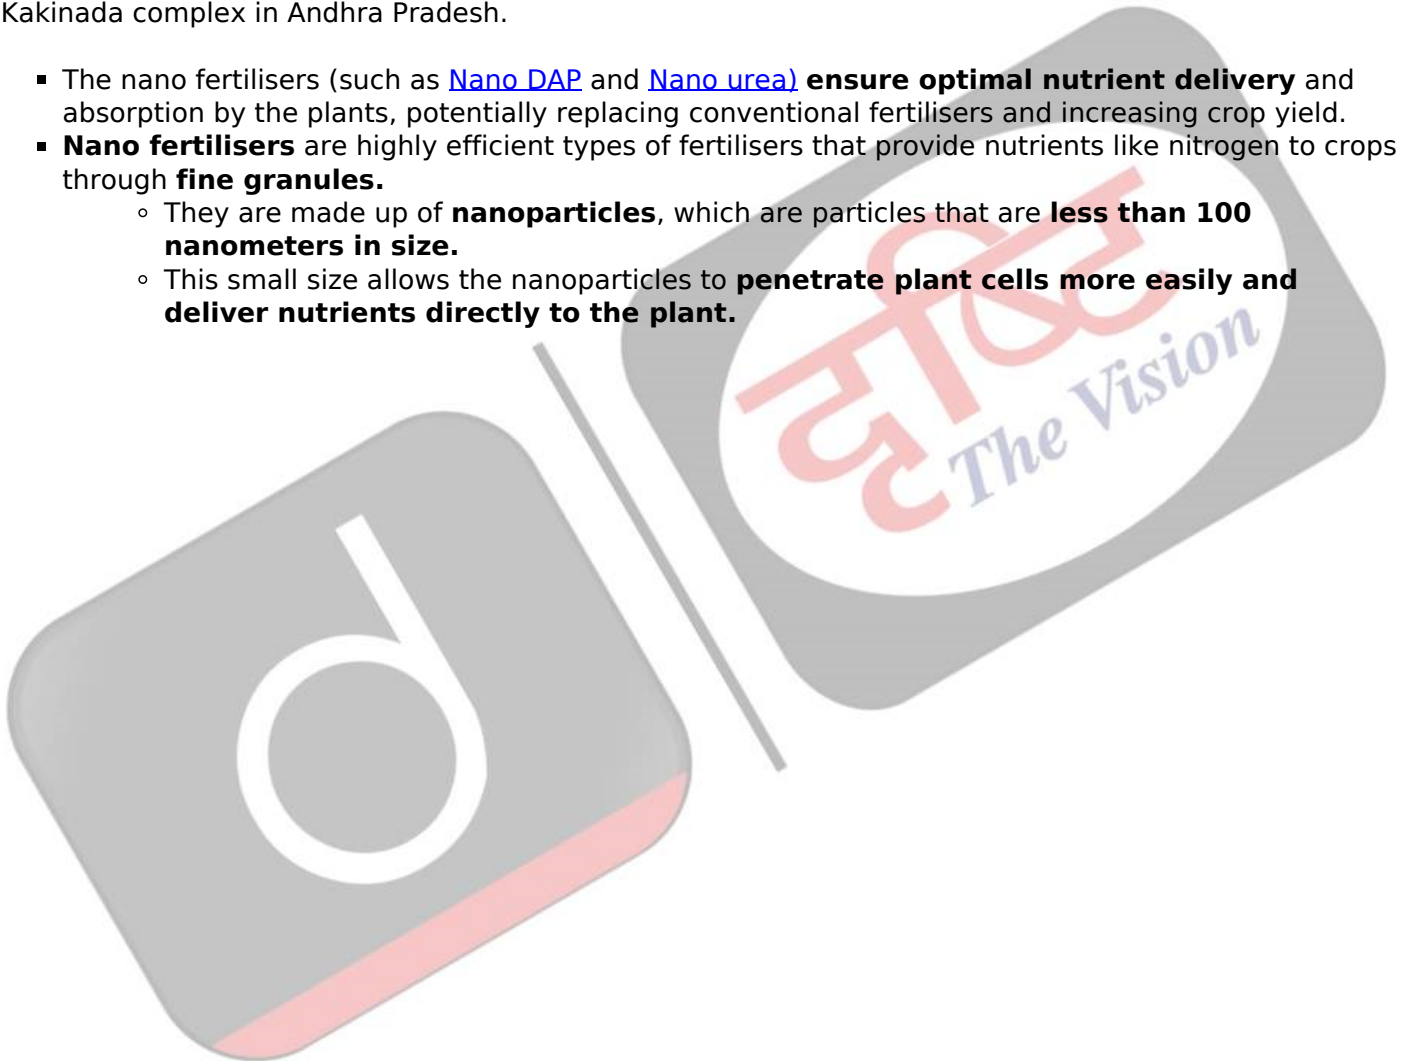 Kakinada complex in Andhra Pradesh.
▪ The nano fertilisers (such as Nano DAP and Nano urea) ensure optimal nutrient delivery and
absorption by the plants, potentially replacing conventional fertilisers and increasing crop yield.
▪ Nano fertilisers are highly efficient types of fertilisers that provide nutrients like nitrogen to crops
through fine granules.
◦ They are made up of nanoparticles, which are particles that are less than 100
nanometers in size.
◦ This small size allows the nanoparticles to penetrate plant cells more easily and
deliver nutrients directly to the plant.
दृष्टि
The Vision
d